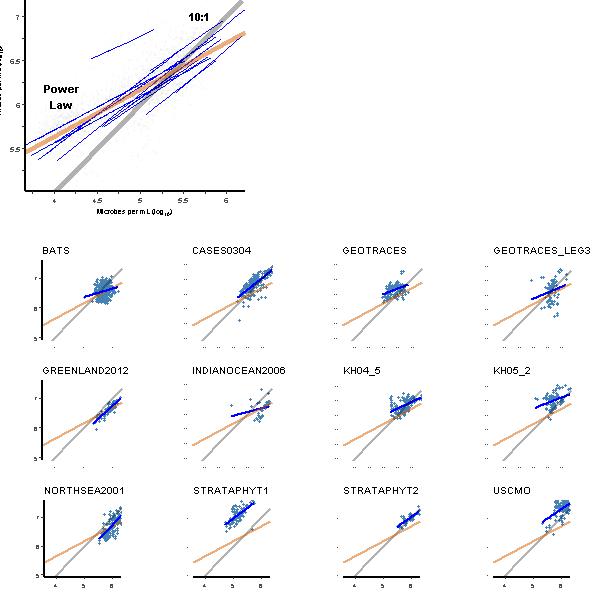 7
10:1
6.5
Power
Law
6
5.5
4
4.5
5
5.5
6
Microbes per mL (log10)
BATS
CASES0304
GEOTRACES
GEOTRACES_LEG3
7
6
5
GREENLAND2012
INDIANOCEAN2006
KH04_5
KH05_2
7
6
5
NORTHSEA2001
STRATAPHYT1
STRATAPHYT2
USCMO
7
6
5
4
5
6
4
5
6
4
5
6
4
5
6